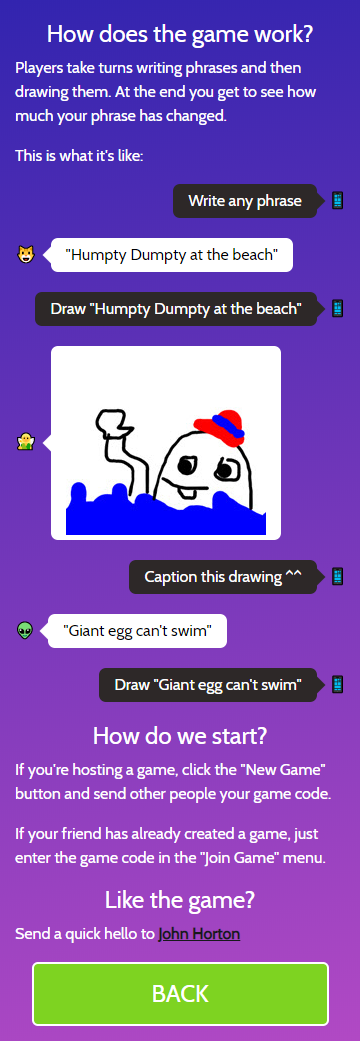 How does the game work?
Players take turns writing phrases and then
drawing them. At the end you get to see how
much your phrase has changed.
This is what it's like:
Write any phrase
"Humpty Dumpty at the beach"
Draw "Humpty Dumpty at the beach"
Caption this drawing ^^
"Giant egg can't swim"
Draw "Giant egg can't swim"
How do we start?
If you're hosting a game, click the "New Game"
button and send other people your game code.
If your friend has already created a game, just
enter the game code in the "Join Game" menu.
Like the game?
Send a quick hello to John Horton
BACK